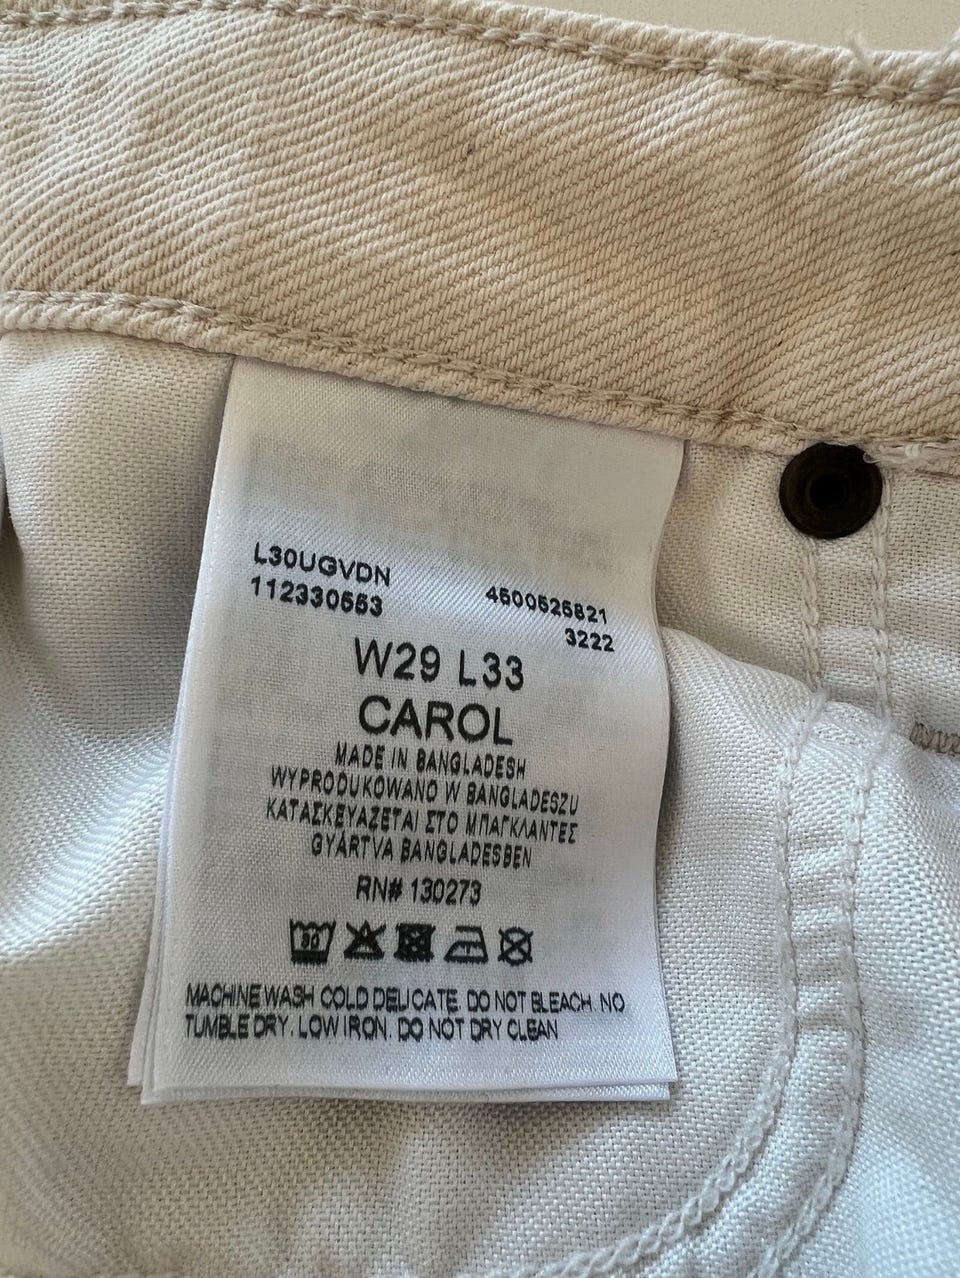 L30UGVDN
112330553
4500525821
3222
W29 L33
CAROL
MADE IN BANGLADESH
WYPRODUKOWANO W BANGLADESZU
ΚΑΤΑΣΚΕΥΑΖΕΤΑΙ ΣΤΟ ΜΠΑΓΚΛΑΝΤΕΣ
GYÁRTVA BANGLADESBEN
RN# 130273
30
MACHINE WASH COLD DELICATE. DO NOT BLEACH. NO
TUMBLE DRY. LOW IRON. DO NOT DRY CLEAN